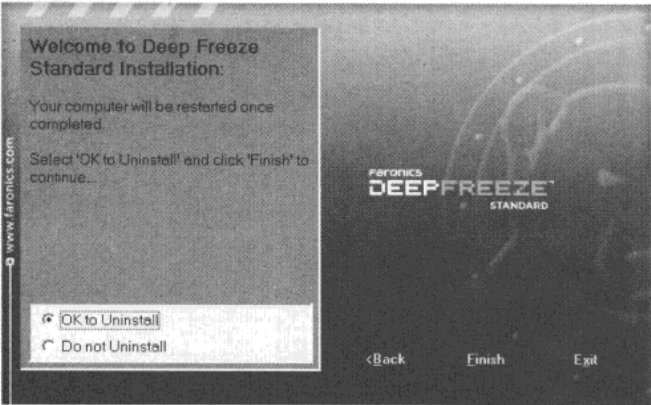 Welcome to Deep Freeze
Standard Installation:
Your computer will be restarted once
completed.
Select 'OK to Uninstall' and click 'Finish' to
continue...
OK to Uninstall
Do not Uninstall
www.faronics.com
Faronics
DEEPFREEZE™
STANDARD
<Back
Finish
Exit